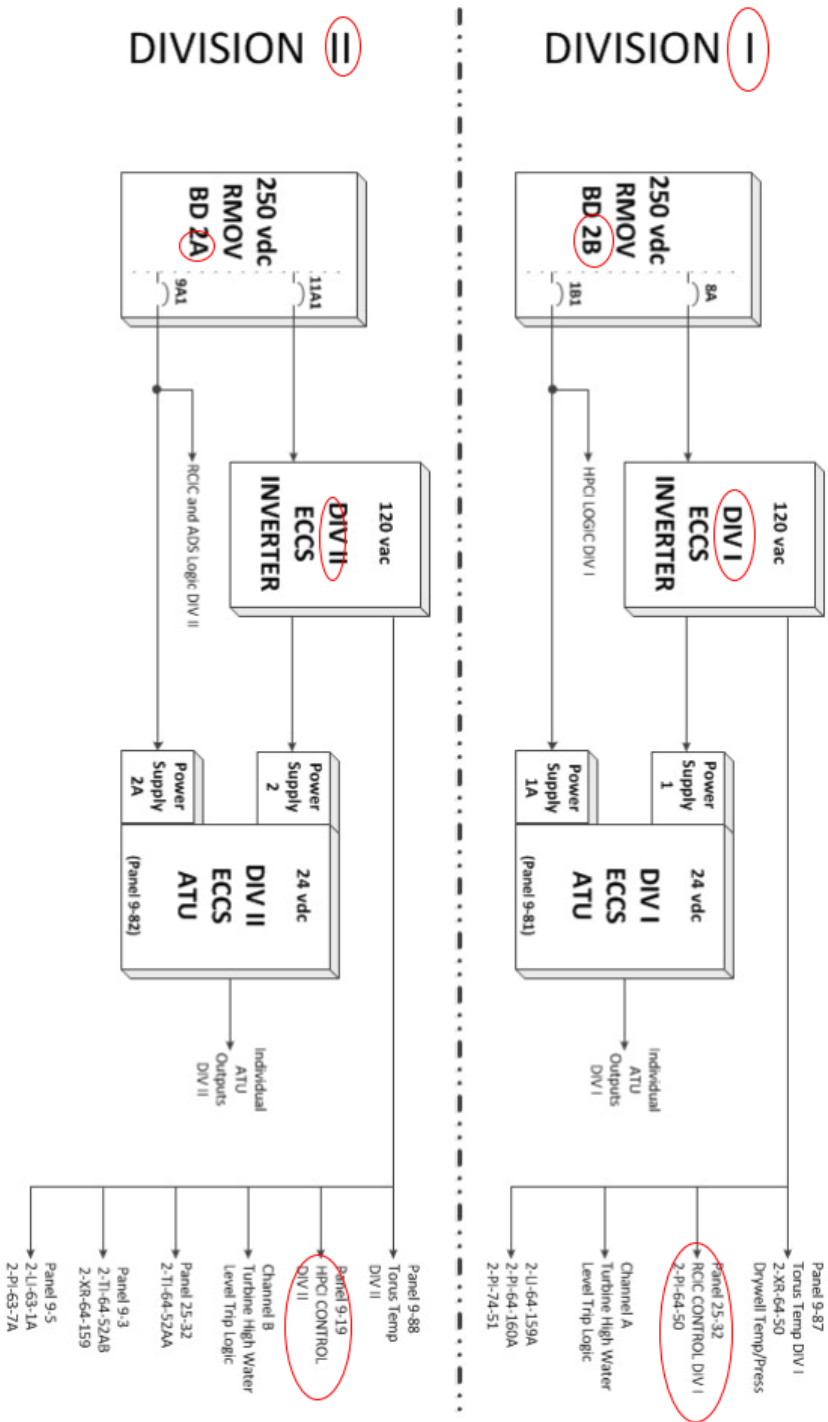 DIVISION I
250 vdc
RMOV
BD 2B
8A
1B1
HPCI LOGIC DIV I
120 vac
DIV I
ECCS
INVERTER
Power
Supply
1
Power
Supply
1A
24 vdc
DIV I
ECCS
ATU
(Panel 9-81)
Individual
ATU
Outputs
DIV I
Panel 9-87
Torus Temp DIV I
2-XR-64-50
Drywell Temp/Press
Panel 25-32
RCIC CONTROL DIV I
2-PI-64-50
Channel A
Turbine High Water
Level Trip Logic
2-LI-64-159A
2-PI-64-160A
2-PI-74-51
DIVISION II
250 vdc
RMOV
BD 2A
11A1
9A1
RCIC and ADS Logic DIV II
120 vac
DIV II
ECCS
INVERTER
Power
Supply
2
Power
Supply
2A
24 vdc
DIV II
ECCS
ATU
(Panel 9-82)
Individual
ATU
Outputs
DIV II
Panel 9-88
Torus Temp
DIV II
Panel 9-19
HPCI CONTROL
DIV II
Channel B
Turbine High Water
Level Trip Logic
Panel 25-32
2-TI-64-52AA
Panel 9-3
2-TI-64-52AB
2-XR-64-159
Panel 9-5
2-LI-63-1A
2-PI-63-7A